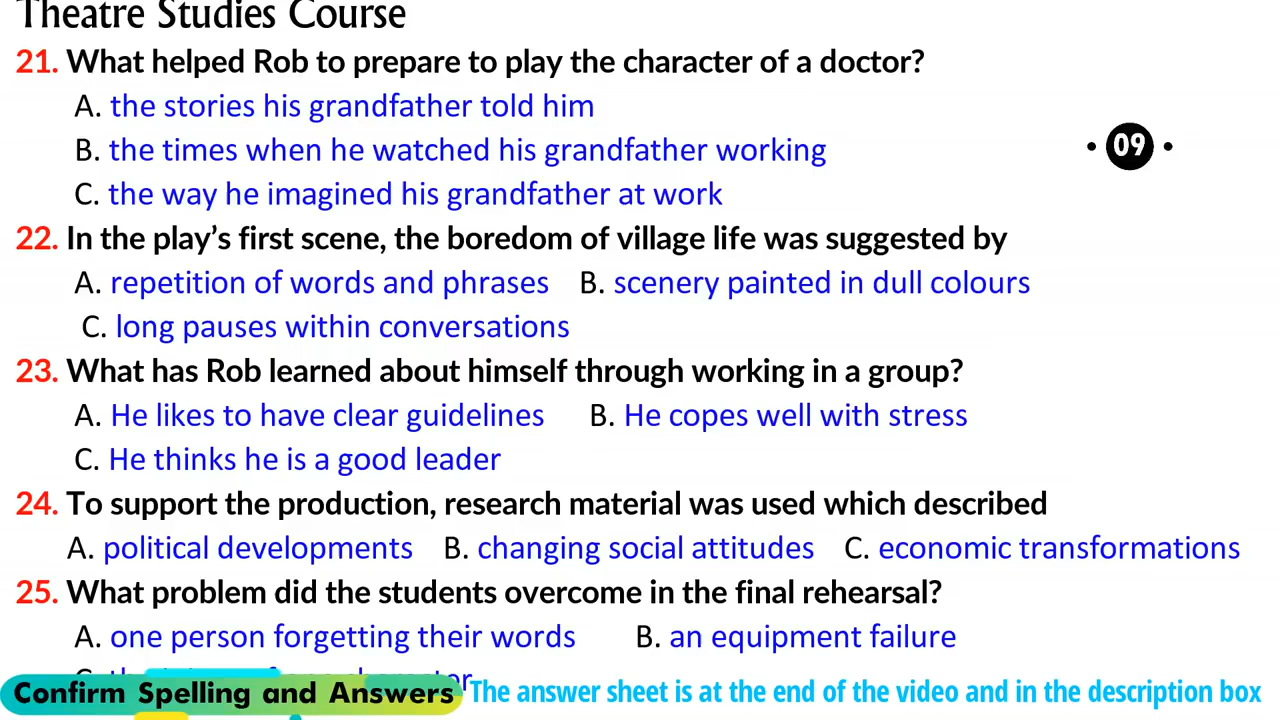 Theatre Studies Course
21. What helped Rob to prepare to play the character of a doctor?
A. the stories his grandfather told him
B. the times when he watched his grandfather working
• 09 •
C. the way he imagined his grandfather at work
22. In the play's first scene, the boredom of village life was suggested by
A. repetition of words and phrases B. scenery painted in dull colours
C. long pauses within conversations
23. What has Rob learned about himself through working in a group?
A. He likes to have clear guidelines B. He copes well with stress
C. He thinks he is a good leader
24. To support the production, research material was used which described
A. political developments B. changing social attitudes C. economic transformations
25. What problem did the students overcome in the final rehearsal?
A. one person forgetting their words B. an equipment failure
Confirm Spelling and Answers The answer sheet is at the end of the video and in the description box